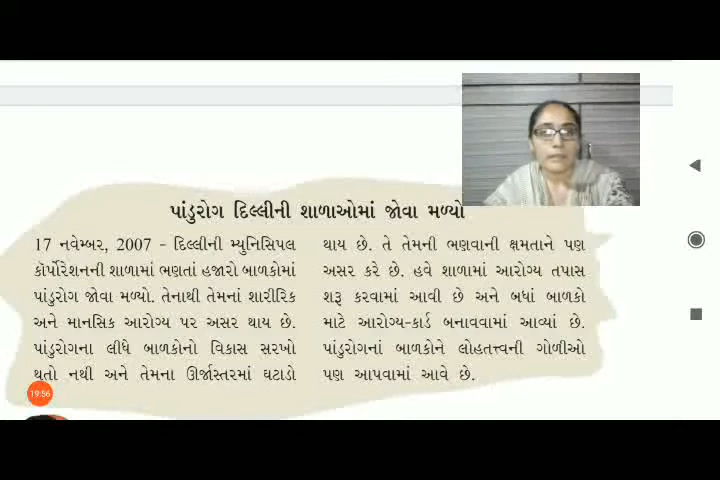 પાંડુરોગ દિલ્લીની શાળાઓમાં જોવા મળ્યો
17 નવેમ્બર, 2007 - દિલ્લીની મ્યુનિસિપલ
કૉર્પોરેશનની શાળામાં ભણતાં હજારો બાળકોમાં
પાંડુરોગ જોવા મળ્યો. તેનાથી તેમનાં શારીરિક
અને માનસિક આરોગ્ય પર અસર થાય છે.
પાંડુરોગના લીધે બાળકોનો વિકાસ સરખો
થતો નથી અને તેમના ઊર્જાસ્તરમાં ઘટાડો
થાય છે. તે તેમની ભણવાની ક્ષમતાને પણ
અસર કરે છે. હવે શાળામાં આરોગ્ય તપાસ
શરૂ કરવામાં આવી છે અને બધાં બાળકો
માટે આરોગ્ય-કાર્ડ બનાવવામાં આવ્યાં છે.
પાંડુરોગનાં બાળકોને લોહતત્ત્વની ગોળીઓ
પણ આપવામાં આવે છે.
19:56